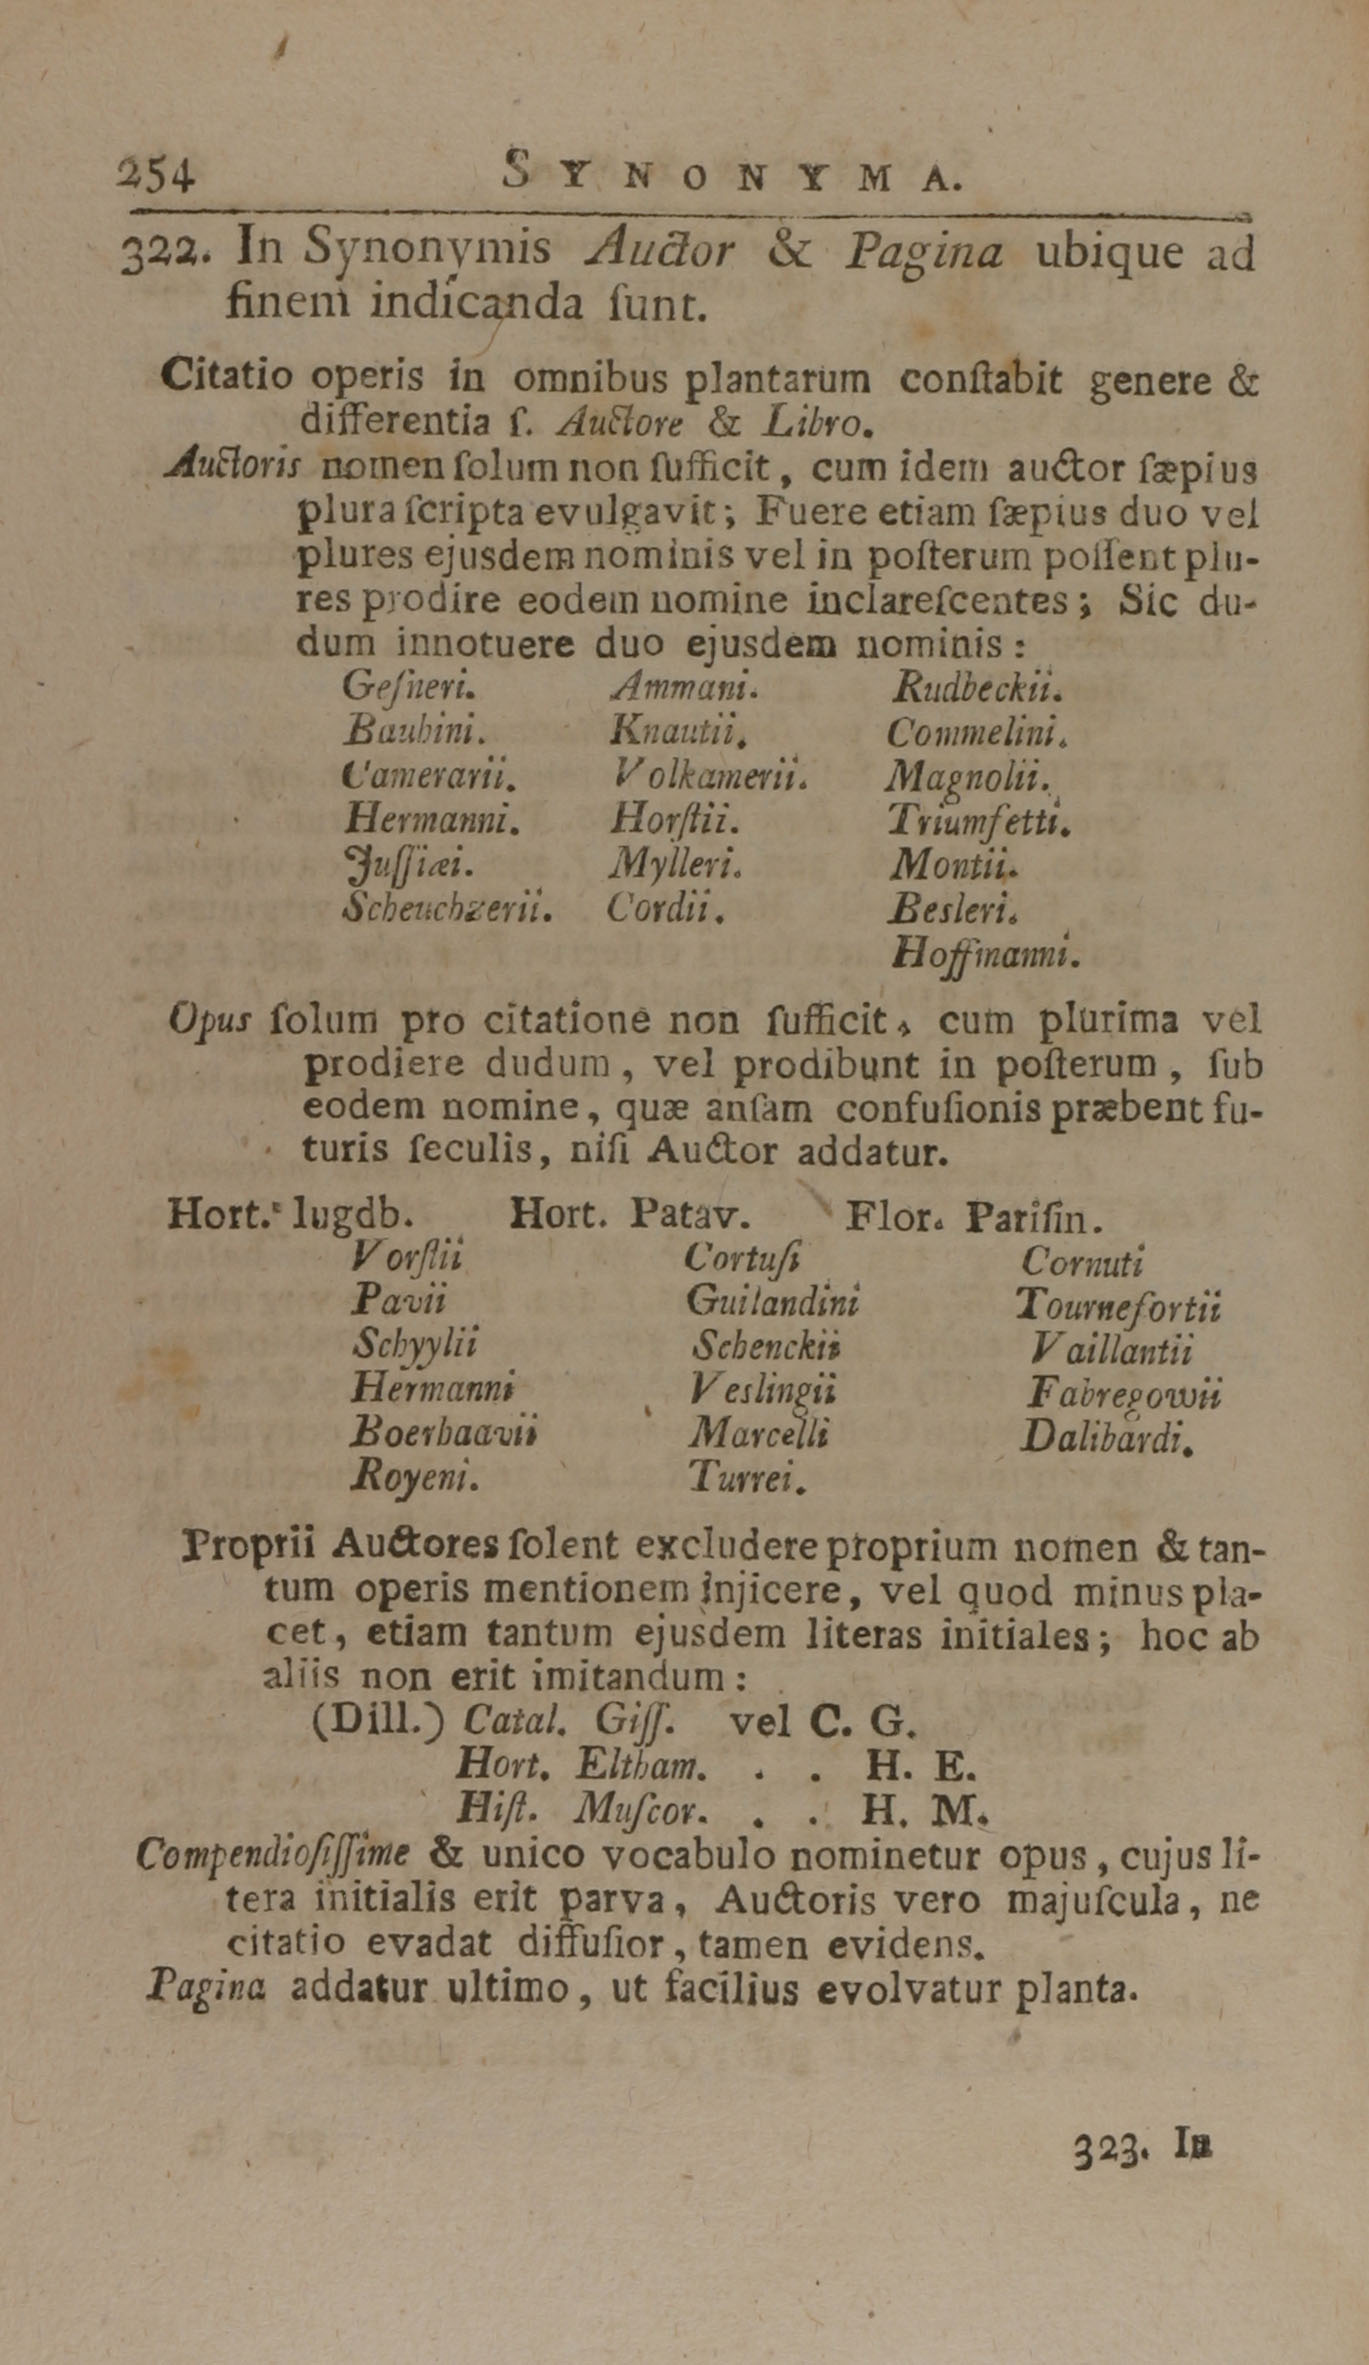 254 SYNONYMA.
322. In Synonymis Auctor & Pagina ubique ad
finem indicanda ſunt.
Citatio operis in omnibus plantarum conſtabit genere &
differentia ſ. Auctore & Libro.
Auctoris nomen ſolum non ſufficit, cum idem auctor ſæpius
plura ſcripta evulgavit; Fuere etiam ſæpius duo vel
plures ejusdem nominis vel in poſterum poſſent plu-
res prodire eodem nomine inclareſcentes; Sic du-
dum innotuere duo ejusdem nominis:
Geſneri. Ammani. Rudbeckii.
Bauhini. Knautii. Commelini.
Camerarii. Volkamerii. Magnolii.
Hermanni. Horſtii. Triumfetti.
Juſſiæi. Mylleri. Montii.
Scheuchzerii. Cordii. Besleri.
Hoffmanni.
Opus ſolum pro citatione non ſufficit, cum plurima vel
prodiere dudum, vel prodibunt in poſterum, ſub
eodem nomine, quæ anſam confuſionis præbent fu-
turis ſeculis, niſi Auctor addatur.
Hort. lugdb. Hort. Patav. Flor. Pariſin.
Vorſtii Cortuſi Cornuti
Pavii Guilandini Tournefortii
Schyylii Schenckii Vaillantii
Hermanni Veslingii Fabregowii
Boerhaavii Marcelli Dalibardi.
Royeni. Turrei.
Proprii Auctores ſolent excludere proprium nomen & tan-
tum operis mentionem injicere, vel quod minus pla-
cet, etiam tantum ejusdem literas initiales; hoc ab
aliis non erit imitandum:
(Dill.) Catal. Giſſ. vel C. G.
Hort. Eltham. . . H. E.
Hiſt. Muſcor. . . H. M.
Compendioſiſſime & unico vocabulo nominetur opus, cujus li-
tera initialis erit parva, Auctoris vero majuſcula, ne
citatio evadat diffuſior, tamen evidens.
Pagina addatur ultimo, ut facilius evolvatur planta.
323. In